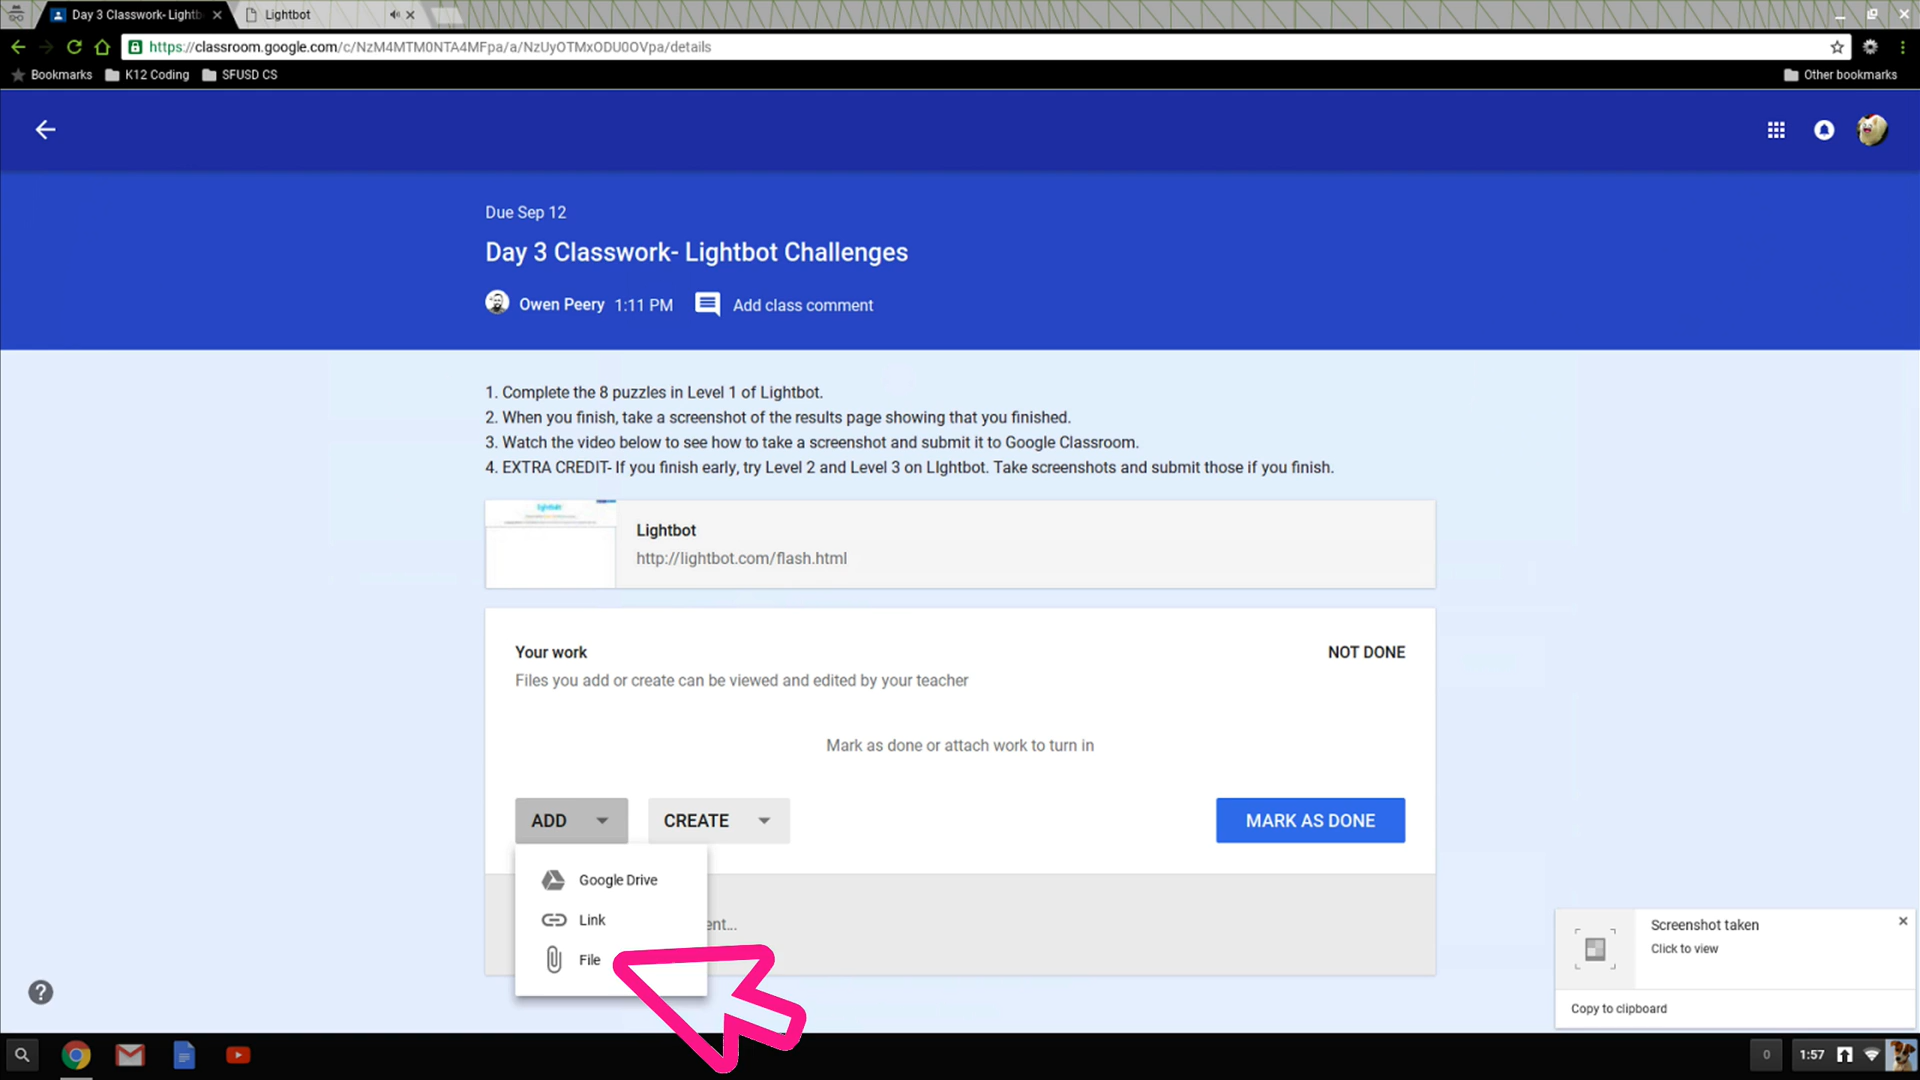 Day 3 Classwork- Lightb
Lightbot
https://classroom.google.com/c/NzM4MTM0NTA4MFpa/a/NzUyOTMxODU0OVpa/details
Bookmarks
K12 Coding
SFUSD CS
Other bookmarks
Due Sep 12
Day 3 Classwork- Lightbot Challenges
Owen Peery 1:11 PM Add class comment
1. Complete the 8 puzzles in Level 1 of Lightbot.
2. When you finish, take a screenshot of the results page showing that you finished.
3. Watch the video below to see how to take a screenshot and submit it to Google Classroom.
4. EXTRA CREDIT- If you finish early, try Level 2 and Level 3 on LIghtbot. Take screenshots and submit those if you finish.
lightbot
Lightbot
http://lightbot.com/flash.html
Your work
NOT DONE
Files you add or create can be viewed and edited by your teacher
Mark as done or attach work to turn in
ADD
CREATE
MARK AS DONE
Google Drive
Link
ent...
File
Screenshot taken
Click to view
Copy to clipboard
0
1:57